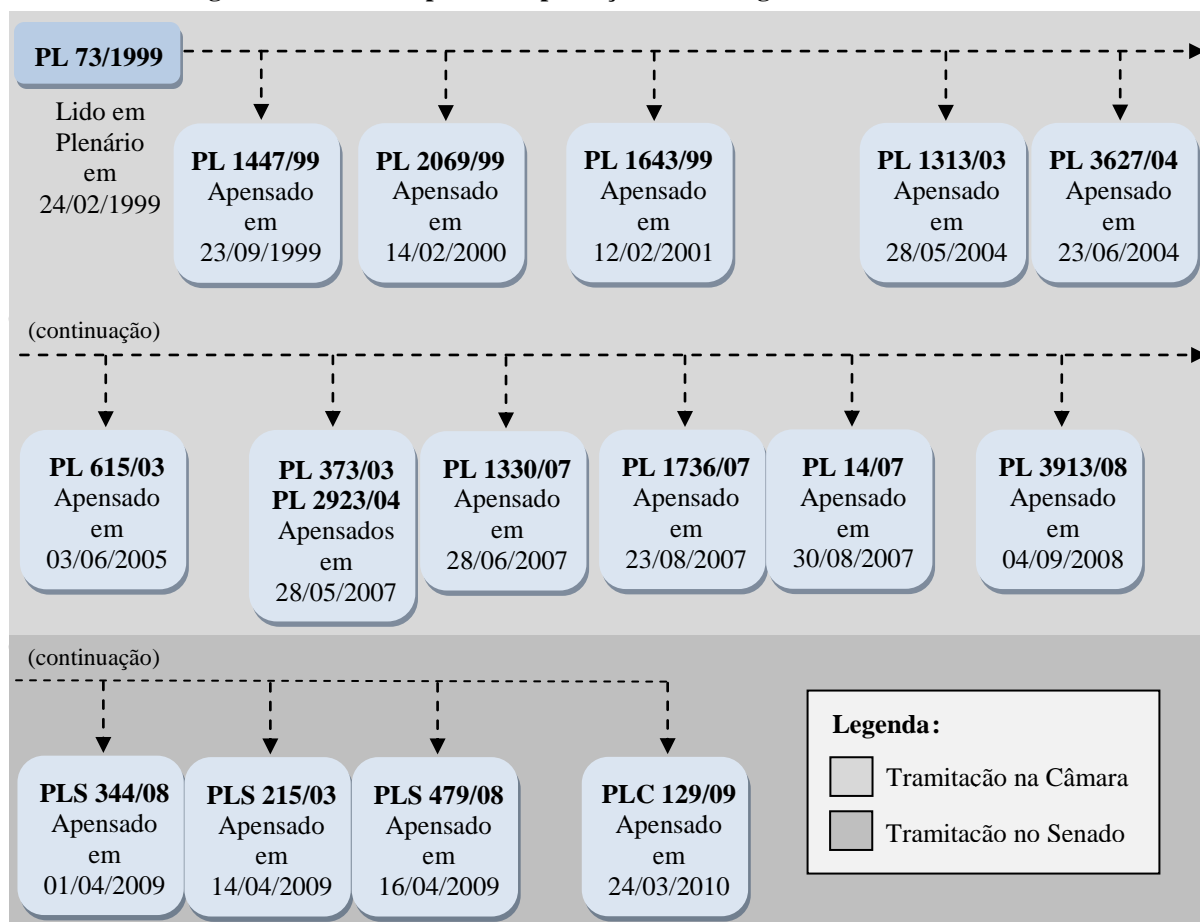 PL 73/1999
Lido em
Plenário
em
24/02/1999
PL 1447/99
Apensado
em
23/09/1999
PL 2069/99
Apensado
em
14/02/2000
PL 1643/99
Apensado
em
12/02/2001
PL 1313/03
Apensado
em
28/05/2004
PL 3627/04
Apensado
em
23/06/2004
(continuação)
PL 615/03
Apensado
em
03/06/2005
PL 373/03
PL 2923/04
Apensados
em
28/05/2007
PL 1330/07
Apensado
em
28/06/2007
PL 1736/07
Apensado
em
23/08/2007
PL 14/07
Apensado
em
30/08/2007
PL 3913/08
Apensado
em
04/09/2008
(continuação)
PLS 344/08
Apensado
em
01/04/2009
PLS 215/03
Apensado
em
14/04/2009
PLS 479/08
Apensado
em
16/04/2009
PLC 129/09
Apensado
em
24/03/2010
Legenda:
Tramitacão na Câmara
Tramitacão no Senado